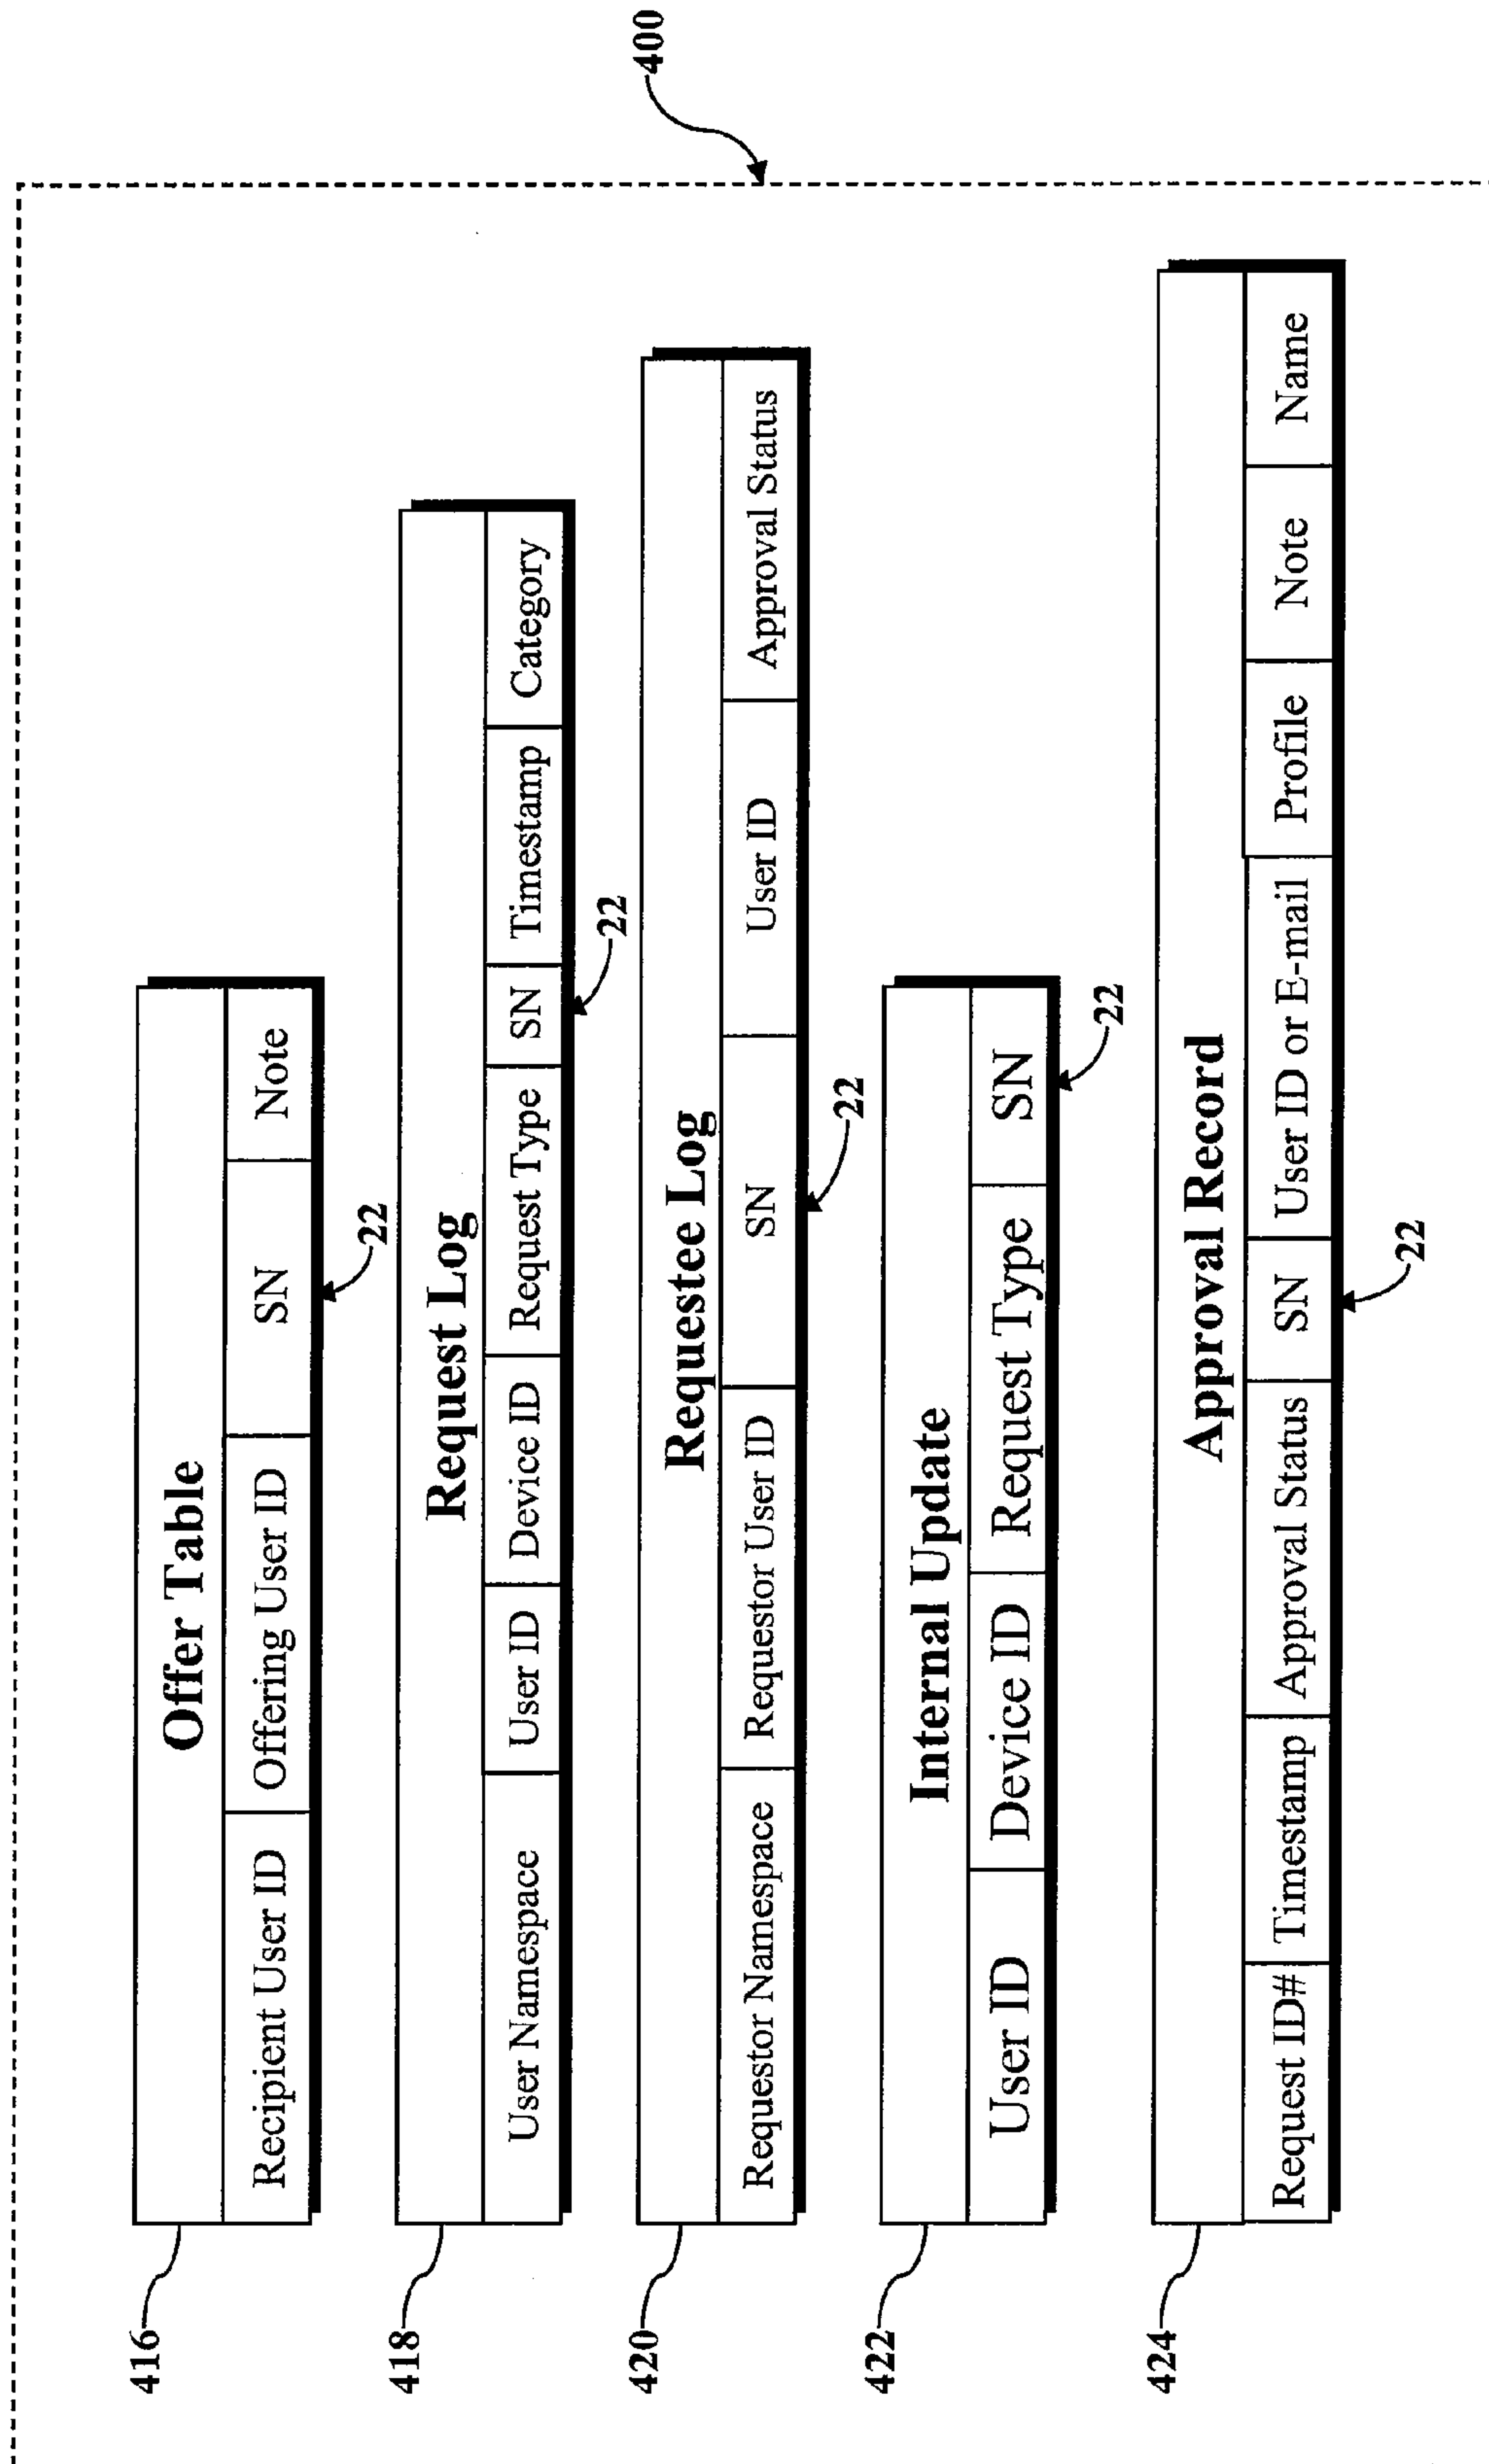 400
416
Offer Table
Recipient User ID Offering User ID SN Note
22
418
Request Log
User Namespace User ID Device ID Request Type SN Timestamp Category
22
420
Requestee Log
Requestor Namespace Requestor User ID SN User ID Approval Status
22
422
Internal Update
User ID Device ID Request Type SN
22
424
Approval Record
Request ID# Timestamp Approval Status SN User ID or E-mail Profile Note Name
22